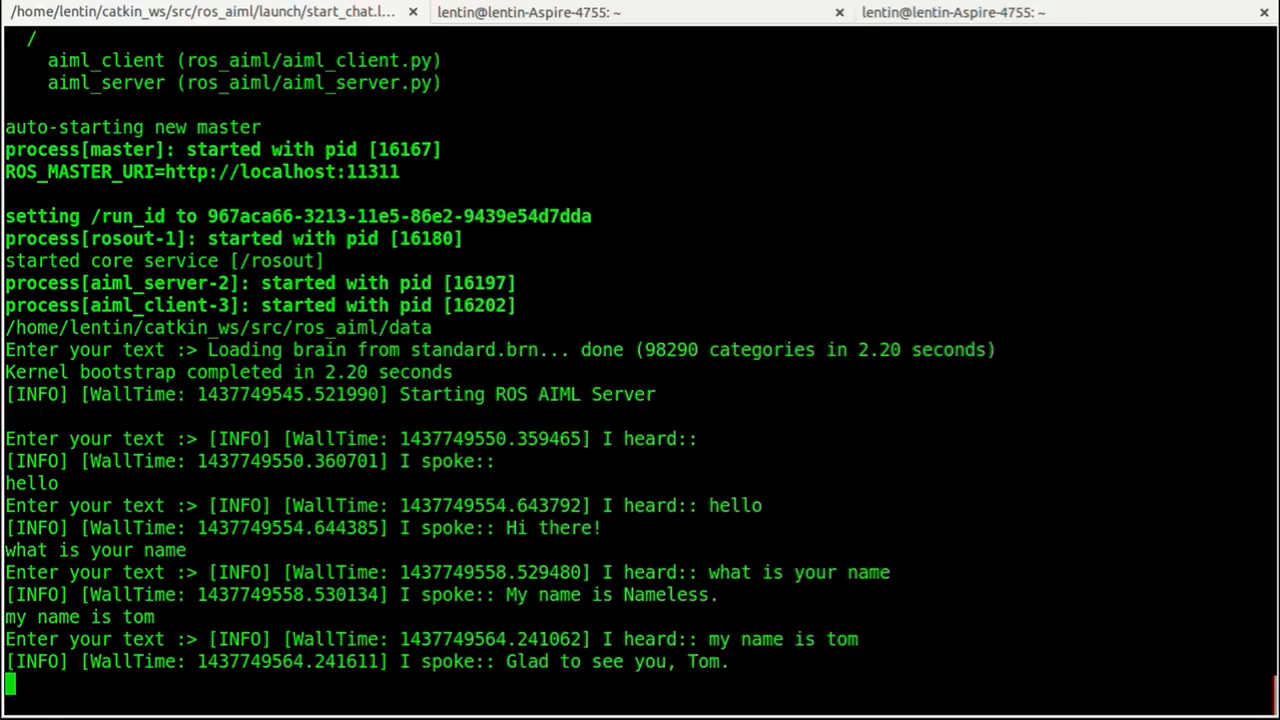 /home/lentin/catkin_ws/src/ros_aiml/launch/start_chat.l... × lentin@lentin-Aspire-4755: ~ × lentin@lentin-Aspire-4755: ~ ×
/
aiml_client (ros_aiml/aiml_client.py)
aiml_server (ros_aiml/aiml_server.py)
auto-starting new master
process[master]: started with pid [16167]
ROS_MASTER_URI=http://localhost:11311
setting /run_id to 967aca66-3213-11e5-86e2-9439e54d7dda
process[rosout-1]: started with pid [16180]
started core service [/rosout]
process[aiml_server-2]: started with pid [16197]
process[aiml_client-3]: started with pid [16202]
/home/lentin/catkin_ws/src/ros_aiml/data
Enter your text :> Loading brain from standard.brn... done (98290 categories in 2.20 seconds)
Kernel bootstrap completed in 2.20 seconds
[INFO] [WallTime: 1437749545.521990] Starting ROS AIML Server
Enter your text :> [INFO] [WallTime: 1437749550.359465] I heard::
[INFO] [WallTime: 1437749550.360701] I spoke::
hello
Enter your text :> [INFO] [WallTime: 1437749554.643792] I heard:: hello
[INFO] [WallTime: 1437749554.644385] I spoke:: Hi there!
what is your name
Enter your text :> [INFO] [WallTime: 1437749558.529480] I heard:: what is your name
[INFO] [WallTime: 1437749558.530134] I spoke:: My name is Nameless.
my name is tom
Enter your text :> [INFO] [WallTime: 1437749564.241062] I heard:: my name is tom
[INFO] [WallTime: 1437749564.241611] I spoke:: Glad to see you, Tom.